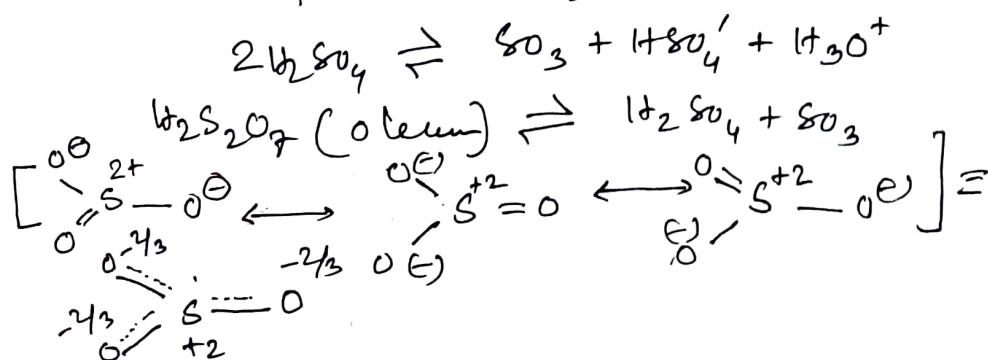 2H₂SO₄ ⇌ SO₃ + HSO₄' + H₃O⁺
H₂S₂O₇ (oleum) ⇌ H₂SO₄ + SO₃
[ O⊖ S²⁺ O⊖ O ⟷ O(-) S⁺² = O O(-) ⟷ O S⁺² — O(-) (-)O ] ≡
O -2/3 -2/3 O S O -2/3 +2